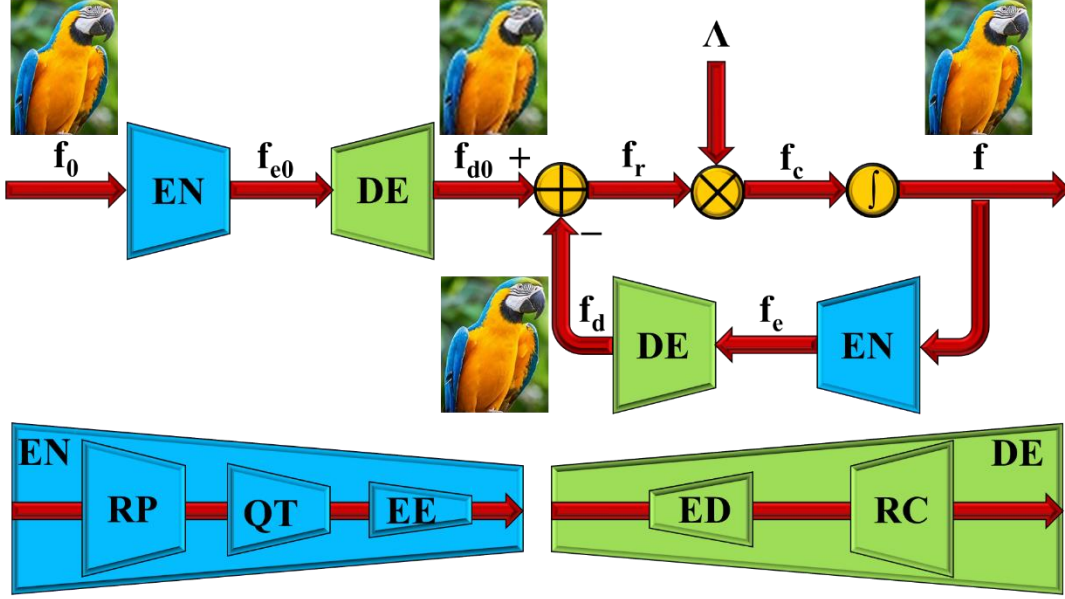 Λ
f0 EN fe0 DE fd0 + fr fc ∫ f
−
fd DE fe EN
EN RP QT EE
ED RC DE